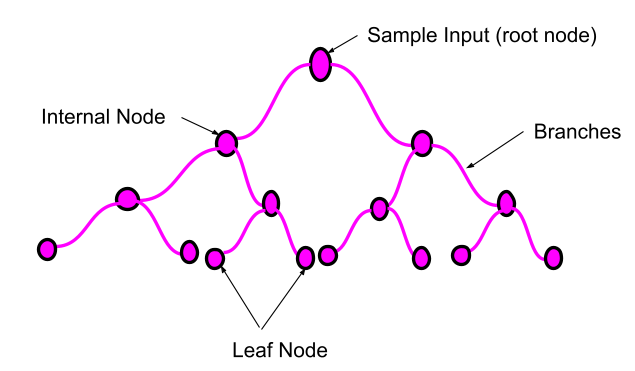 Sample Input (root node)
Internal Node
Branches
Leaf Node